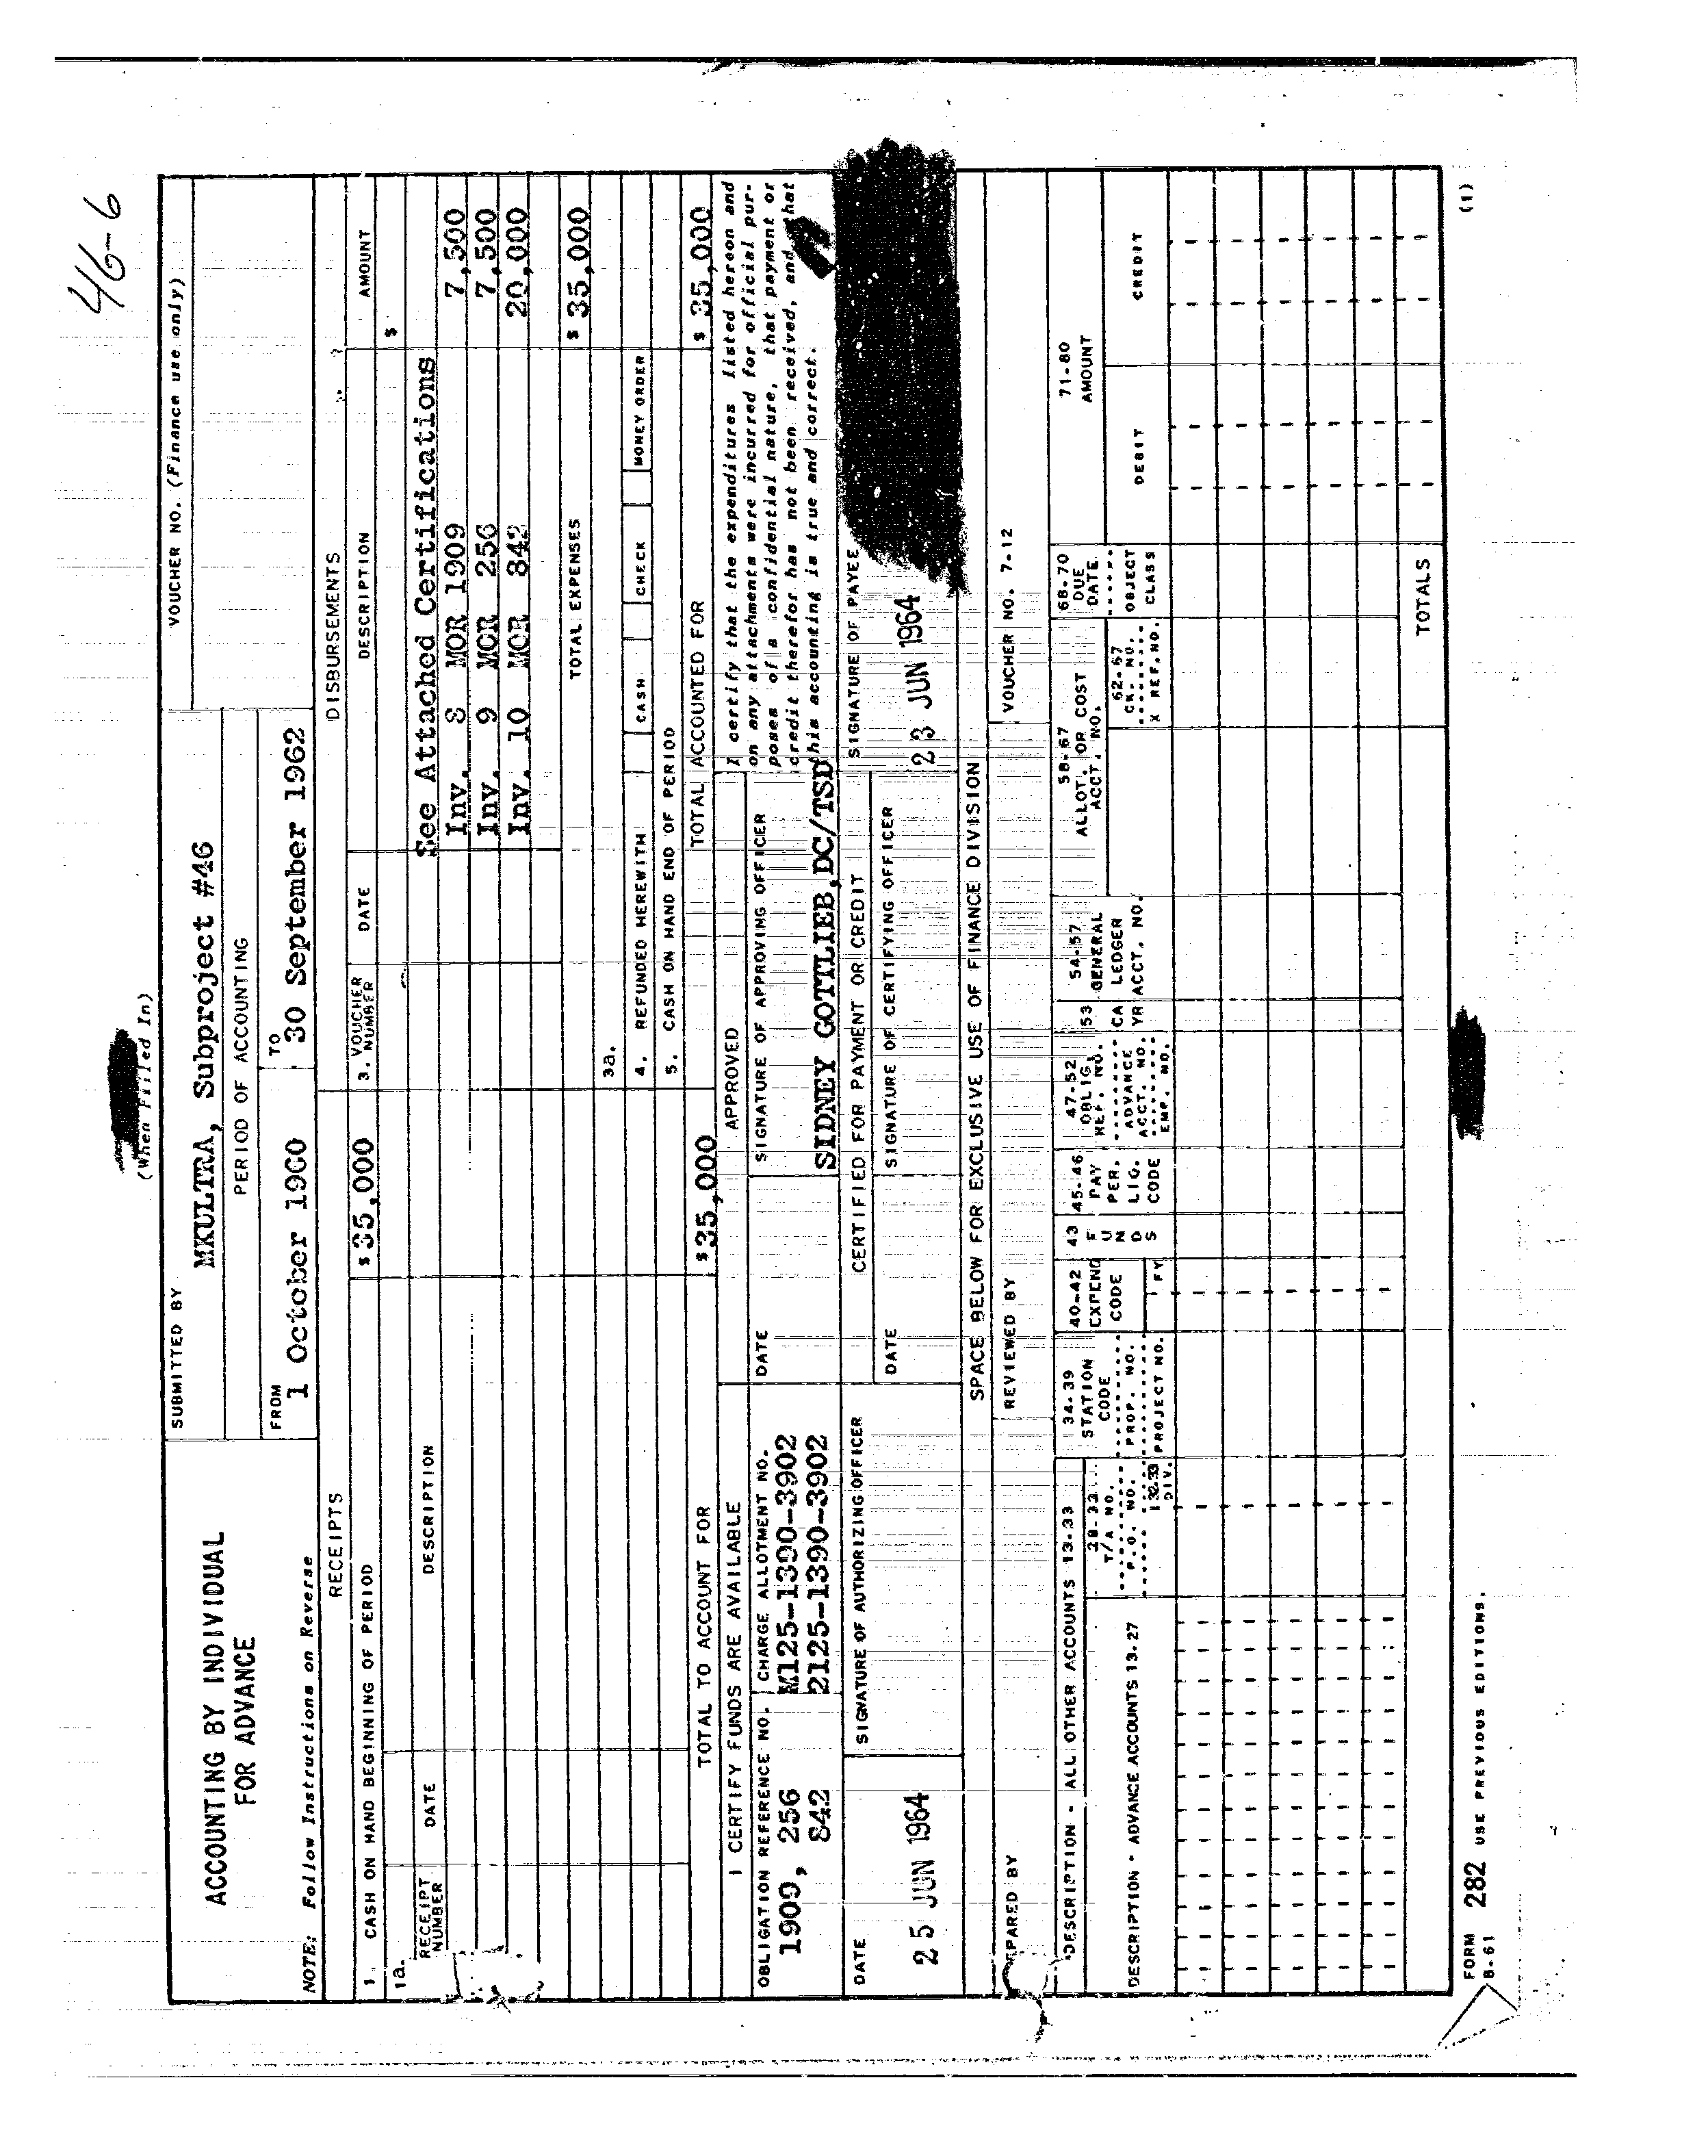 46-6
(When Filled In)
ACCOUNTING BY INDIVIDUAL
FOR ADVANCE
NOTE: Follow Instructions on Reverse
SUBMITTED BY
MKULTRA, Subproject #46
PERIOD OF ACCOUNTING
FROM TO
1 October 1960 30 September 1962
VOUCHER NO. (Finance use only)
RECEIPTS
1. CASH ON HAND BEGINNING OF PERIOD $35,000
1a.
RECEIPT NUMBER DATE DESCRIPTION
TOTAL TO ACCOUNT FOR $35,000
DISBURSEMENTS
3. VOUCHER NUMBER DATE DESCRIPTION AMOUNT
$
See Attached Certifications
Inv. 8 MOR 1909 7,500
Inv. 9 MOR 256 7,500
Inv. 10 MOR 842 20,000
TOTAL EXPENSES $ 35,000
3a.
4. REFUNDED HEREWITH CASH CHECK MONEY ORDER
5. CASH ON HAND END OF PERIOD
TOTAL ACCOUNTED FOR $ 35,000
I CERTIFY FUNDS ARE AVAILABLE
OBLIGATION REFERENCE NO. CHARGE ALLOTMENT NO.
1909, 256 M125-1390-3902
842 2125-1390-3902
DATE SIGNATURE OF AUTHORIZING OFFICER
25 JUN 1964
APPROVED
DATE SIGNATURE OF APPROVING OFFICER
SIDNEY GOTTLIEB, DC/TSD
CERTIFIED FOR PAYMENT OR CREDIT
DATE SIGNATURE OF CERTIFYING OFFICER
I certify that the expenditures listed hereon and
on any attachments were incurred for official pur-
poses of a confidential nature, that payment or
credit therefor has not been received, and that
this accounting is true and correct.
SIGNATURE OF PAYEE
23 JUN 1964
SPACE BELOW FOR EXCLUSIVE USE OF FINANCE DIVISION
PREPARED BY REVIEWED BY VOUCHER NO. 7-12
DESCRIPTION - ALL OTHER ACCOUNTS 13-33
DESCRIPTION - ADVANCE ACCOUNTS 13-27
28-33
T/A NO.
P.O. NO.
32-33
DIV.
34-39
STATION
CODE
PROP. NO.
PROJECT NO.
40-42
EXPEND
CODE
FY
43
FUNDS
45-46
PAY
PER.
LIQ.
CODE
47-52
OBLIG.
REF. NO.
ADVANCE
ACCT. NO.
EMP. NO.
53
CA
YR
54-57
GENERAL
LEDGER
ACCT. NO.
58-67
ALLOT. OR COST
ACCT. NO.
62-67
CK. NO.
X REF. NO.
68-70
DUE
DATE
OBJECT
CLASS
71-80
AMOUNT
DEBIT CREDIT
TOTALS
FORM
8-61 282 USE PREVIOUS EDITIONS.
(1)